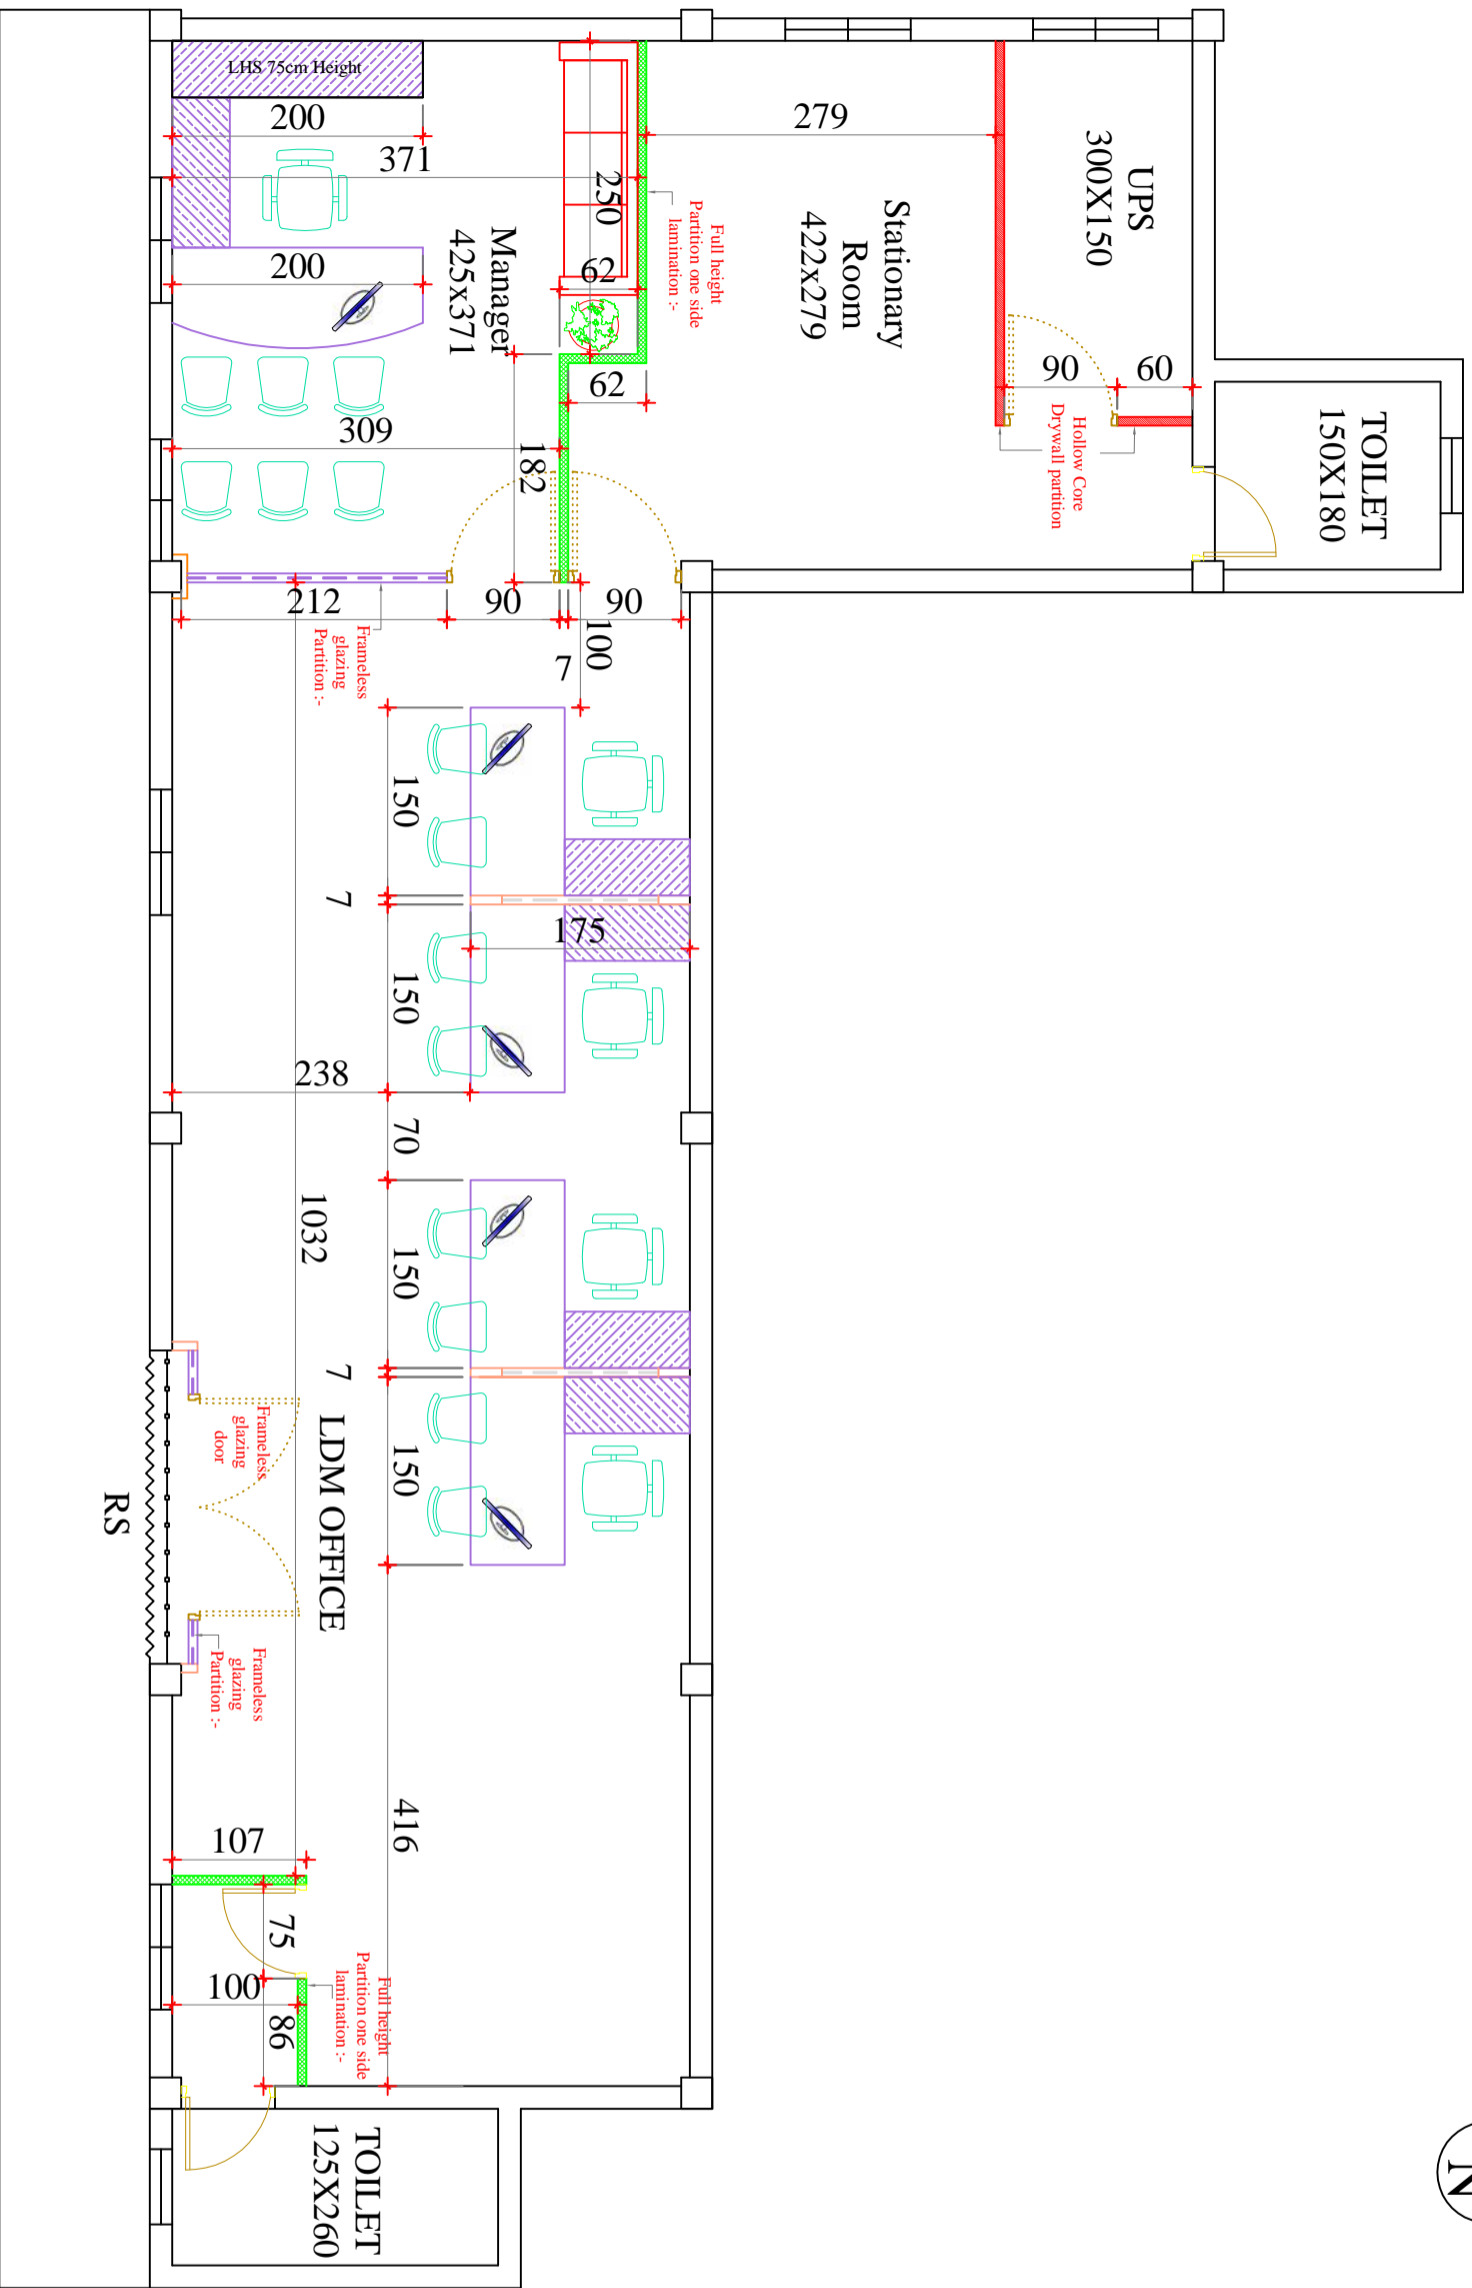 LHS 75cm Height
200
371
250
62
279
UPS
300X150
TOILET
150X180
Stationary
Room
422x279
Full height
Partition one side
lamination :-
Manager
425x371
200
62
90
60
Hollow Core
Drywall partition
309
182
212
90
90
100
7
Frameless
glazing
Partition :-
150
7
175
150
238
70
1032
150
7
150
LDM OFFICE
Frameless
glazing
door
RS
Frameless
glazing
Partition :-
416
107
75
100
86
Full height
Partition one side
lamination :-
TOILET
125X260
N